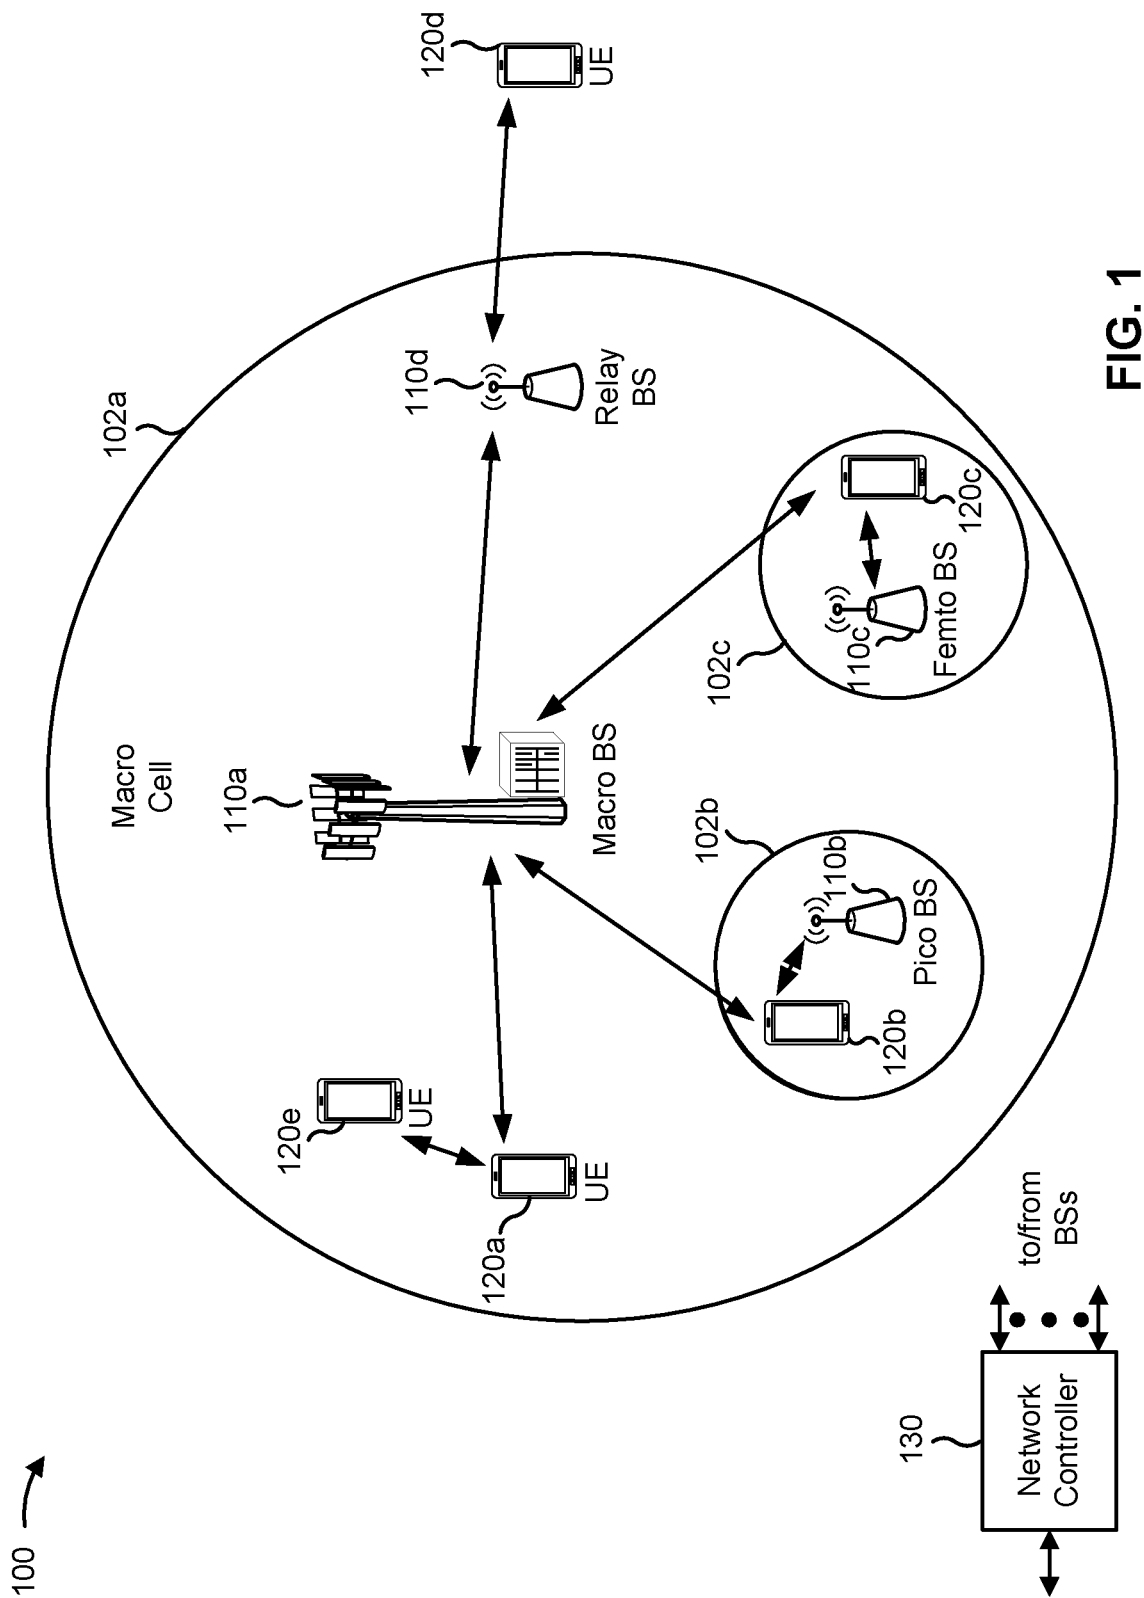 100
102a
Macro
Cell
110a
120e
UE
120a
UE
Macro BS
110d
Relay
BS
120d
UE
102b
110b
Pico BS
120b
102c
110c
Femto BS
120c
130
Network
Controller
to/from
BSs
FIG. 1